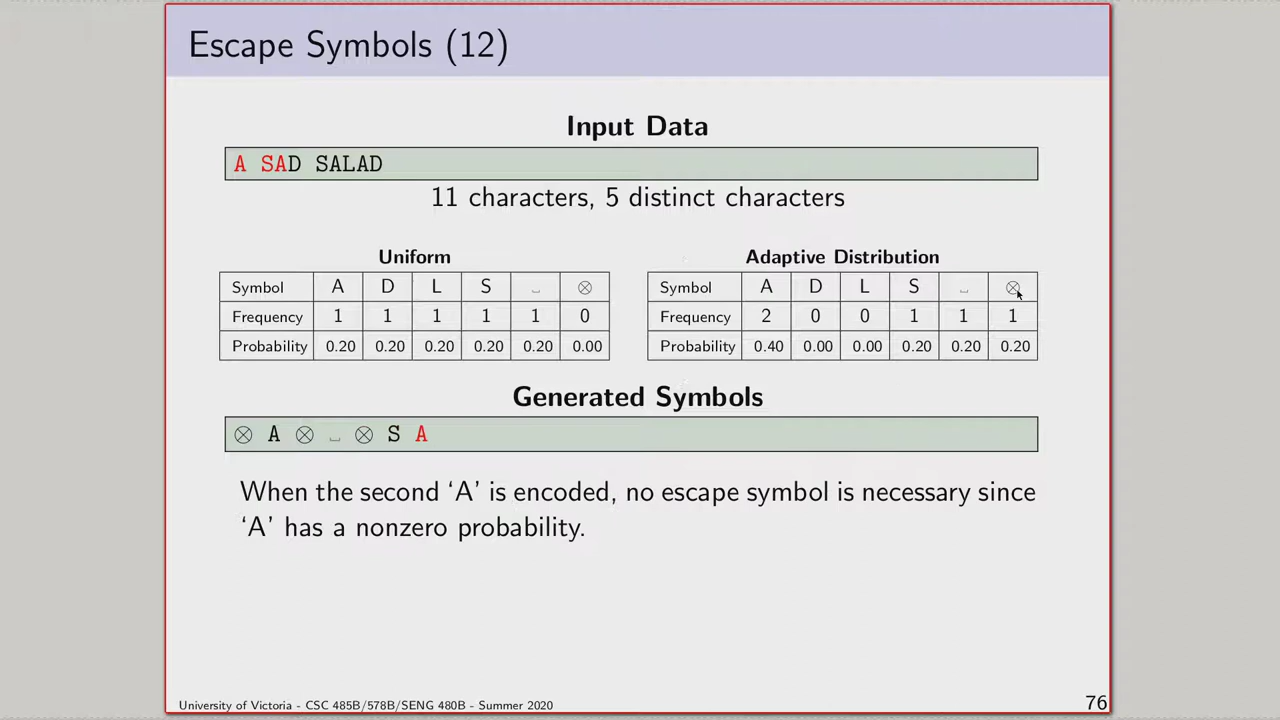 Escape Symbols (12)
Input Data
A SAD SALAD
11 characters, 5 distinct characters
Uniform
Symbol A D L S ␣ ⊗
Frequency 1 1 1 1 1 0
Probability 0.20 0.20 0.20 0.20 0.20 0.00
Adaptive Distribution
Symbol A D L S ␣ ⊗
Frequency 2 0 0 1 1 1
Probability 0.40 0.00 0.00 0.20 0.20 0.20
Generated Symbols
⊗ A ⊗ ␣ ⊗ S A
When the second ‘A’ is encoded, no escape symbol is necessary since
‘A’ has a nonzero probability.
University of Victoria - CSC 485B/578B/SENG 480B - Summer 2020
76